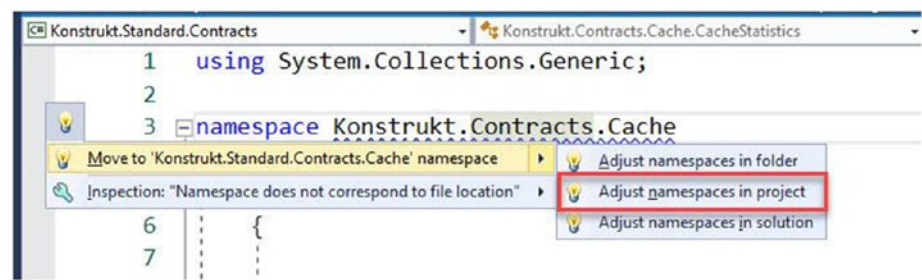 C# Konstrukt.Standard.Contracts Konstrukt.Contracts.Cache.CacheStatistics
1 using System.Collections.Generic;
2
3 namespace Konstrukt.Contracts.Cache
Move to 'Konstrukt.Standard.Contracts.Cache' namespace Adjust namespaces in folder
Inspection: "Namespace does not correspond to file location" Adjust namespaces in project
6 { Adjust namespaces in solution
7